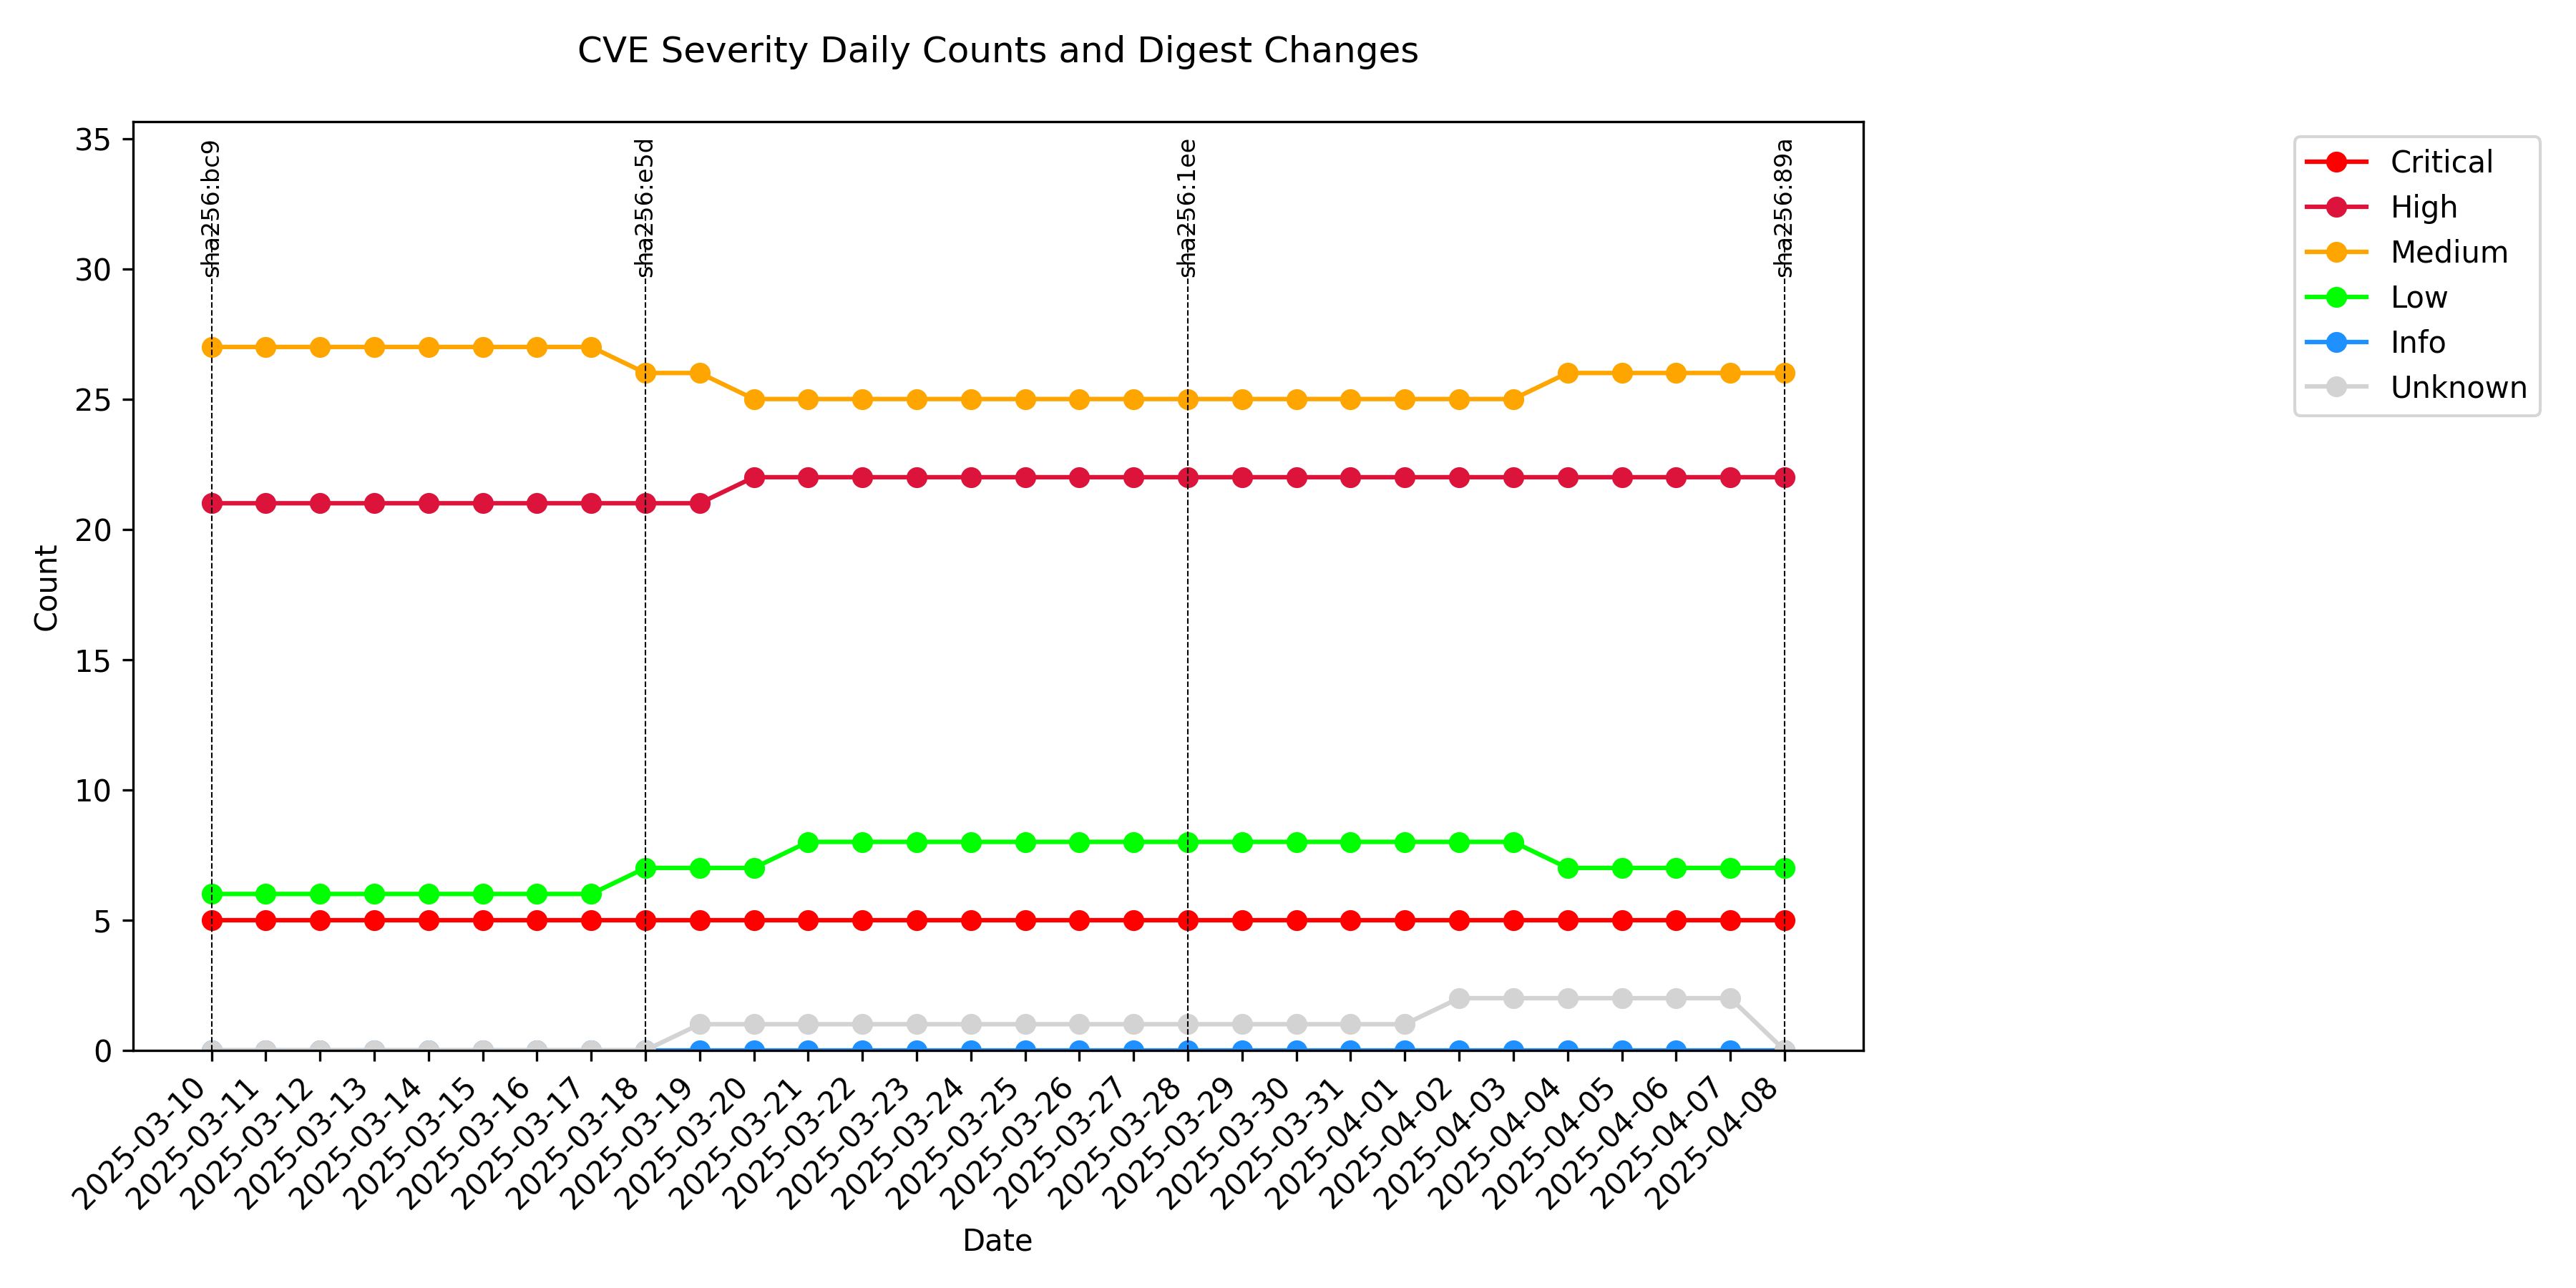 CVE Severity Daily Counts and Digest Changes
sha256:bc9
sha256:e5d
sha256:1ee
sha256:89a
Critical
High
Medium
Low
Info
Unknown
35
30
25
20
15
10
5
0
Count
2025-03-10
2025-03-11
2025-03-12
2025-03-13
2025-03-14
2025-03-15
2025-03-16
2025-03-17
2025-03-18
2025-03-19
2025-03-20
2025-03-21
2025-03-22
2025-03-23
2025-03-24
2025-03-25
2025-03-26
2025-03-27
2025-03-28
2025-03-29
2025-03-30
2025-03-31
2025-04-01
2025-04-02
2025-04-03
2025-04-04
2025-04-05
2025-04-06
2025-04-07
2025-04-08
Date